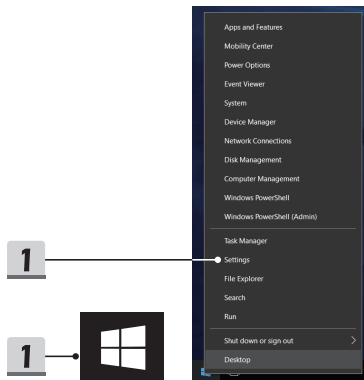 Apps and Features
Mobility Center
Power Options
Event Viewer
System
Device Manager
Network Connections
Disk Management
Computer Management
Windows PowerShell
Windows PowerShell (Admin)
Task Manager
1
Settings
File Explorer
Search
Run
1
Shut down or sign out
Desktop